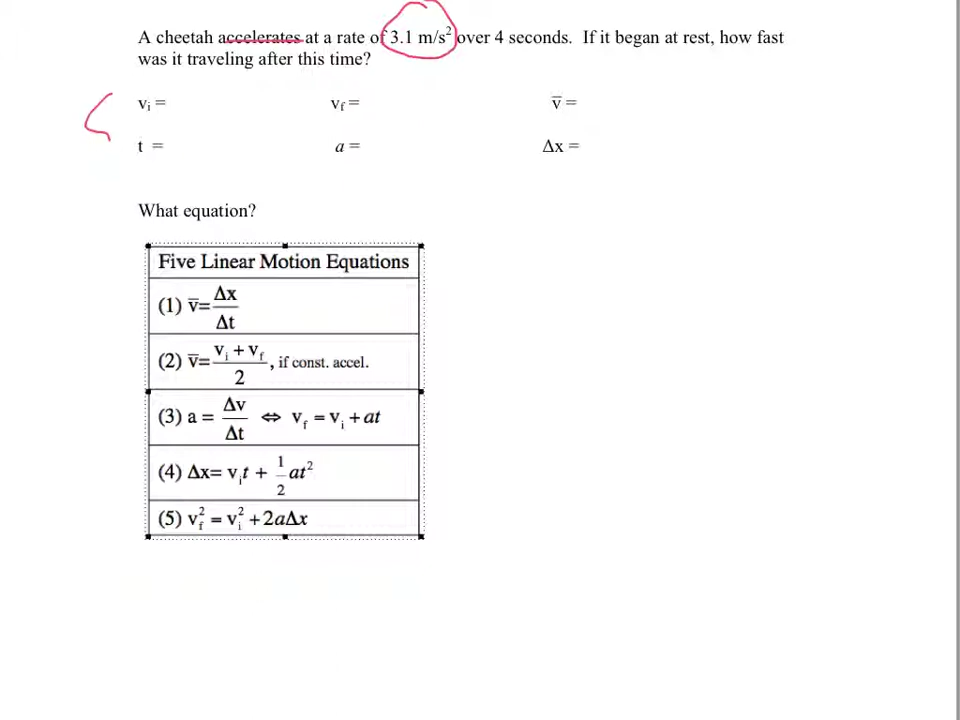 A cheetah accelerates at a rate of 3.1 m/s² over 4 seconds. If it began at rest, how fast
was it traveling after this time?
vᵢ = v_f = v̅ =
t = a = Δx =
What equation?
Five Linear Motion Equations
(1) v̅ = Δx/Δt
(2) v̅ = (vᵢ + v_f)/2, if const. accel.
(3) a = Δv/Δt ⇔ v_f = vᵢ + at
(4) Δx = vᵢt + 1/2 at²
(5) v_f² = vᵢ² + 2aΔx